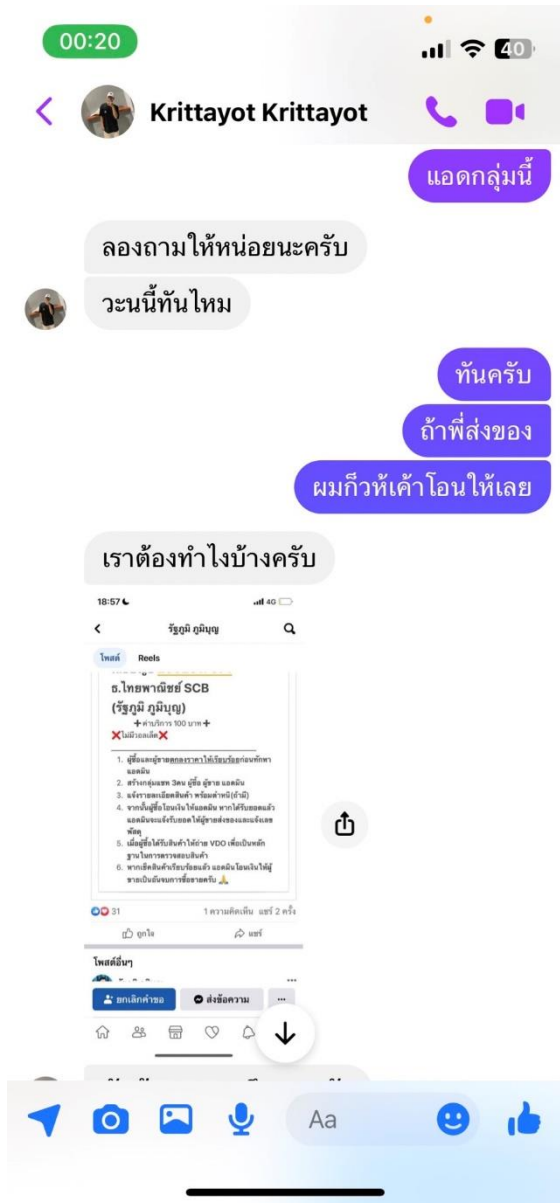 00:20
40
Krittayot Krittayot
แอดกลุ่มนี้
ลองถามให้หน่อยนะครับ
วะนนี้ทันไหม
ทันครับ
ถ้าพี่ส่งของ
ผมก็วห้เค้าโอนให้เลย
เราต้องทำไงบ้างครับ
18:57
4G
รัฐภูมิ ภูมิบุญ
โพสต์ Reels
ธ.ไทยพาณิชย์ SCB
(รัฐภูมิ ภูมิบุญ)
+ค่าบริการ 100 บาท+
❌ไม่มีวอลเล็ต❌
1. ผู้ซื้อและผู้ขายตกลงราคาให้เรียบร้อยก่อนทักหา
แอดมิน
2. สร้างกลุ่มแชท 3คน ผู้ซื้อ ผู้ขาย แอดมิน
3. แจ้งรายละเอียดสินค้า พร้อมตำหนิ(ถ้ามี)
4. จากนั้นผู้ซื้อโอนเงินให้แอดมิน หากได้รับยอดแล้ว
แอดมินจะแจ้งรับยอดให้ผู้ขายส่งของและแจ้งเลข
พัสดุ
5. เมื่อผู้ซื้อได้รับสินค้าให้ถ่าย VDO เพื่อเป็นหลัก
ฐานในการตรวจสอบสินค้า
6. หากเช็คสินค้าเรียบร้อยแล้ว แอดมินโอนเงินให้ผู้
ขายเป็นอันจบการซื้อขายครับ 🙏
31 1 ความคิดเห็น แชร์ 2 ครั้ง
ถูกใจ แชร์
โพสต์อื่นๆ
ยกเลิกคำขอ ส่งข้อความ ...
Aa